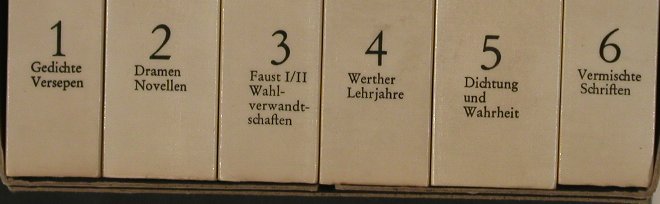 1
Gedichte
Versepen
2
Dramen
Novellen
3
Faust I/II
Wahl-
verwandt-
schaften
4
Werther
Lehrjahre
5
Dichtung
und
Wahrheit
6
Vermischte
Schriften